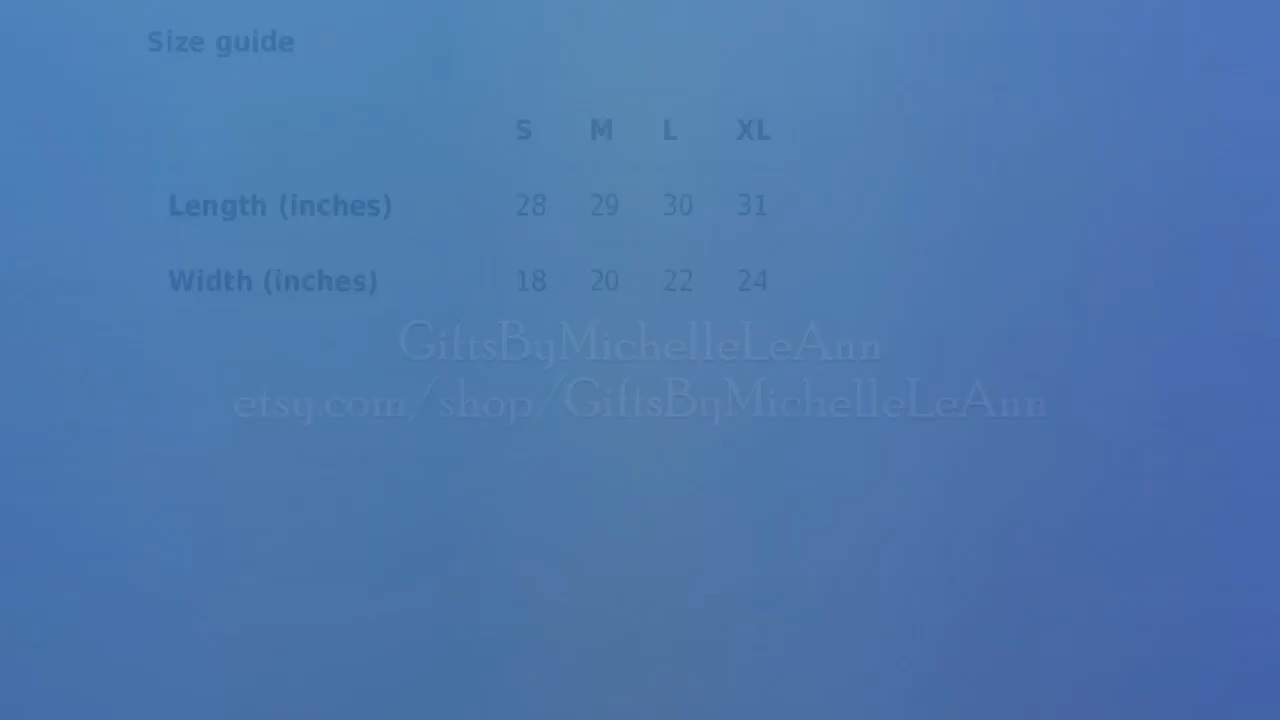 Size guide
S M L XL
Length (inches) 28 29 30 31
Width (inches) 18 20 22 24
GiftsByMichelleLeAnn
etsy.com/shop/GiftsByMichelleLeAnn